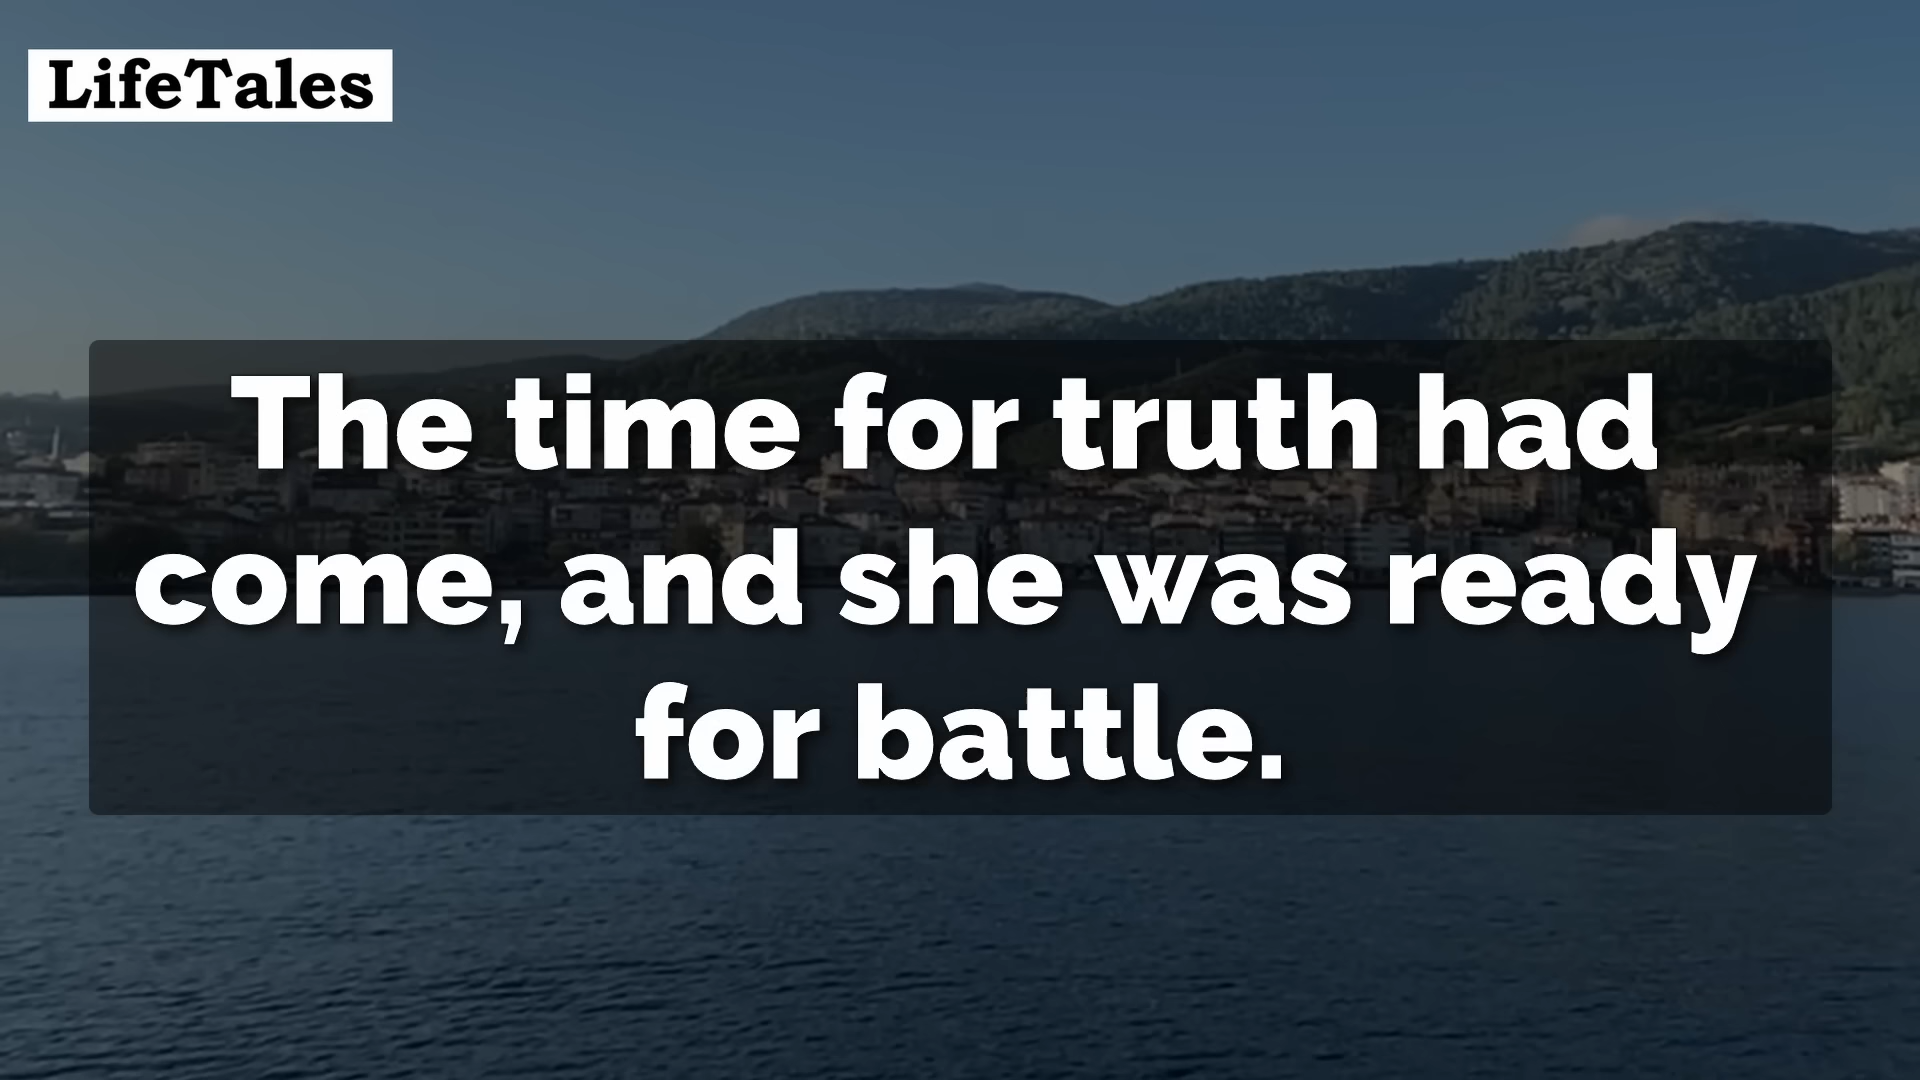 LifeTales
The time for truth had
come, and she was ready
for battle.